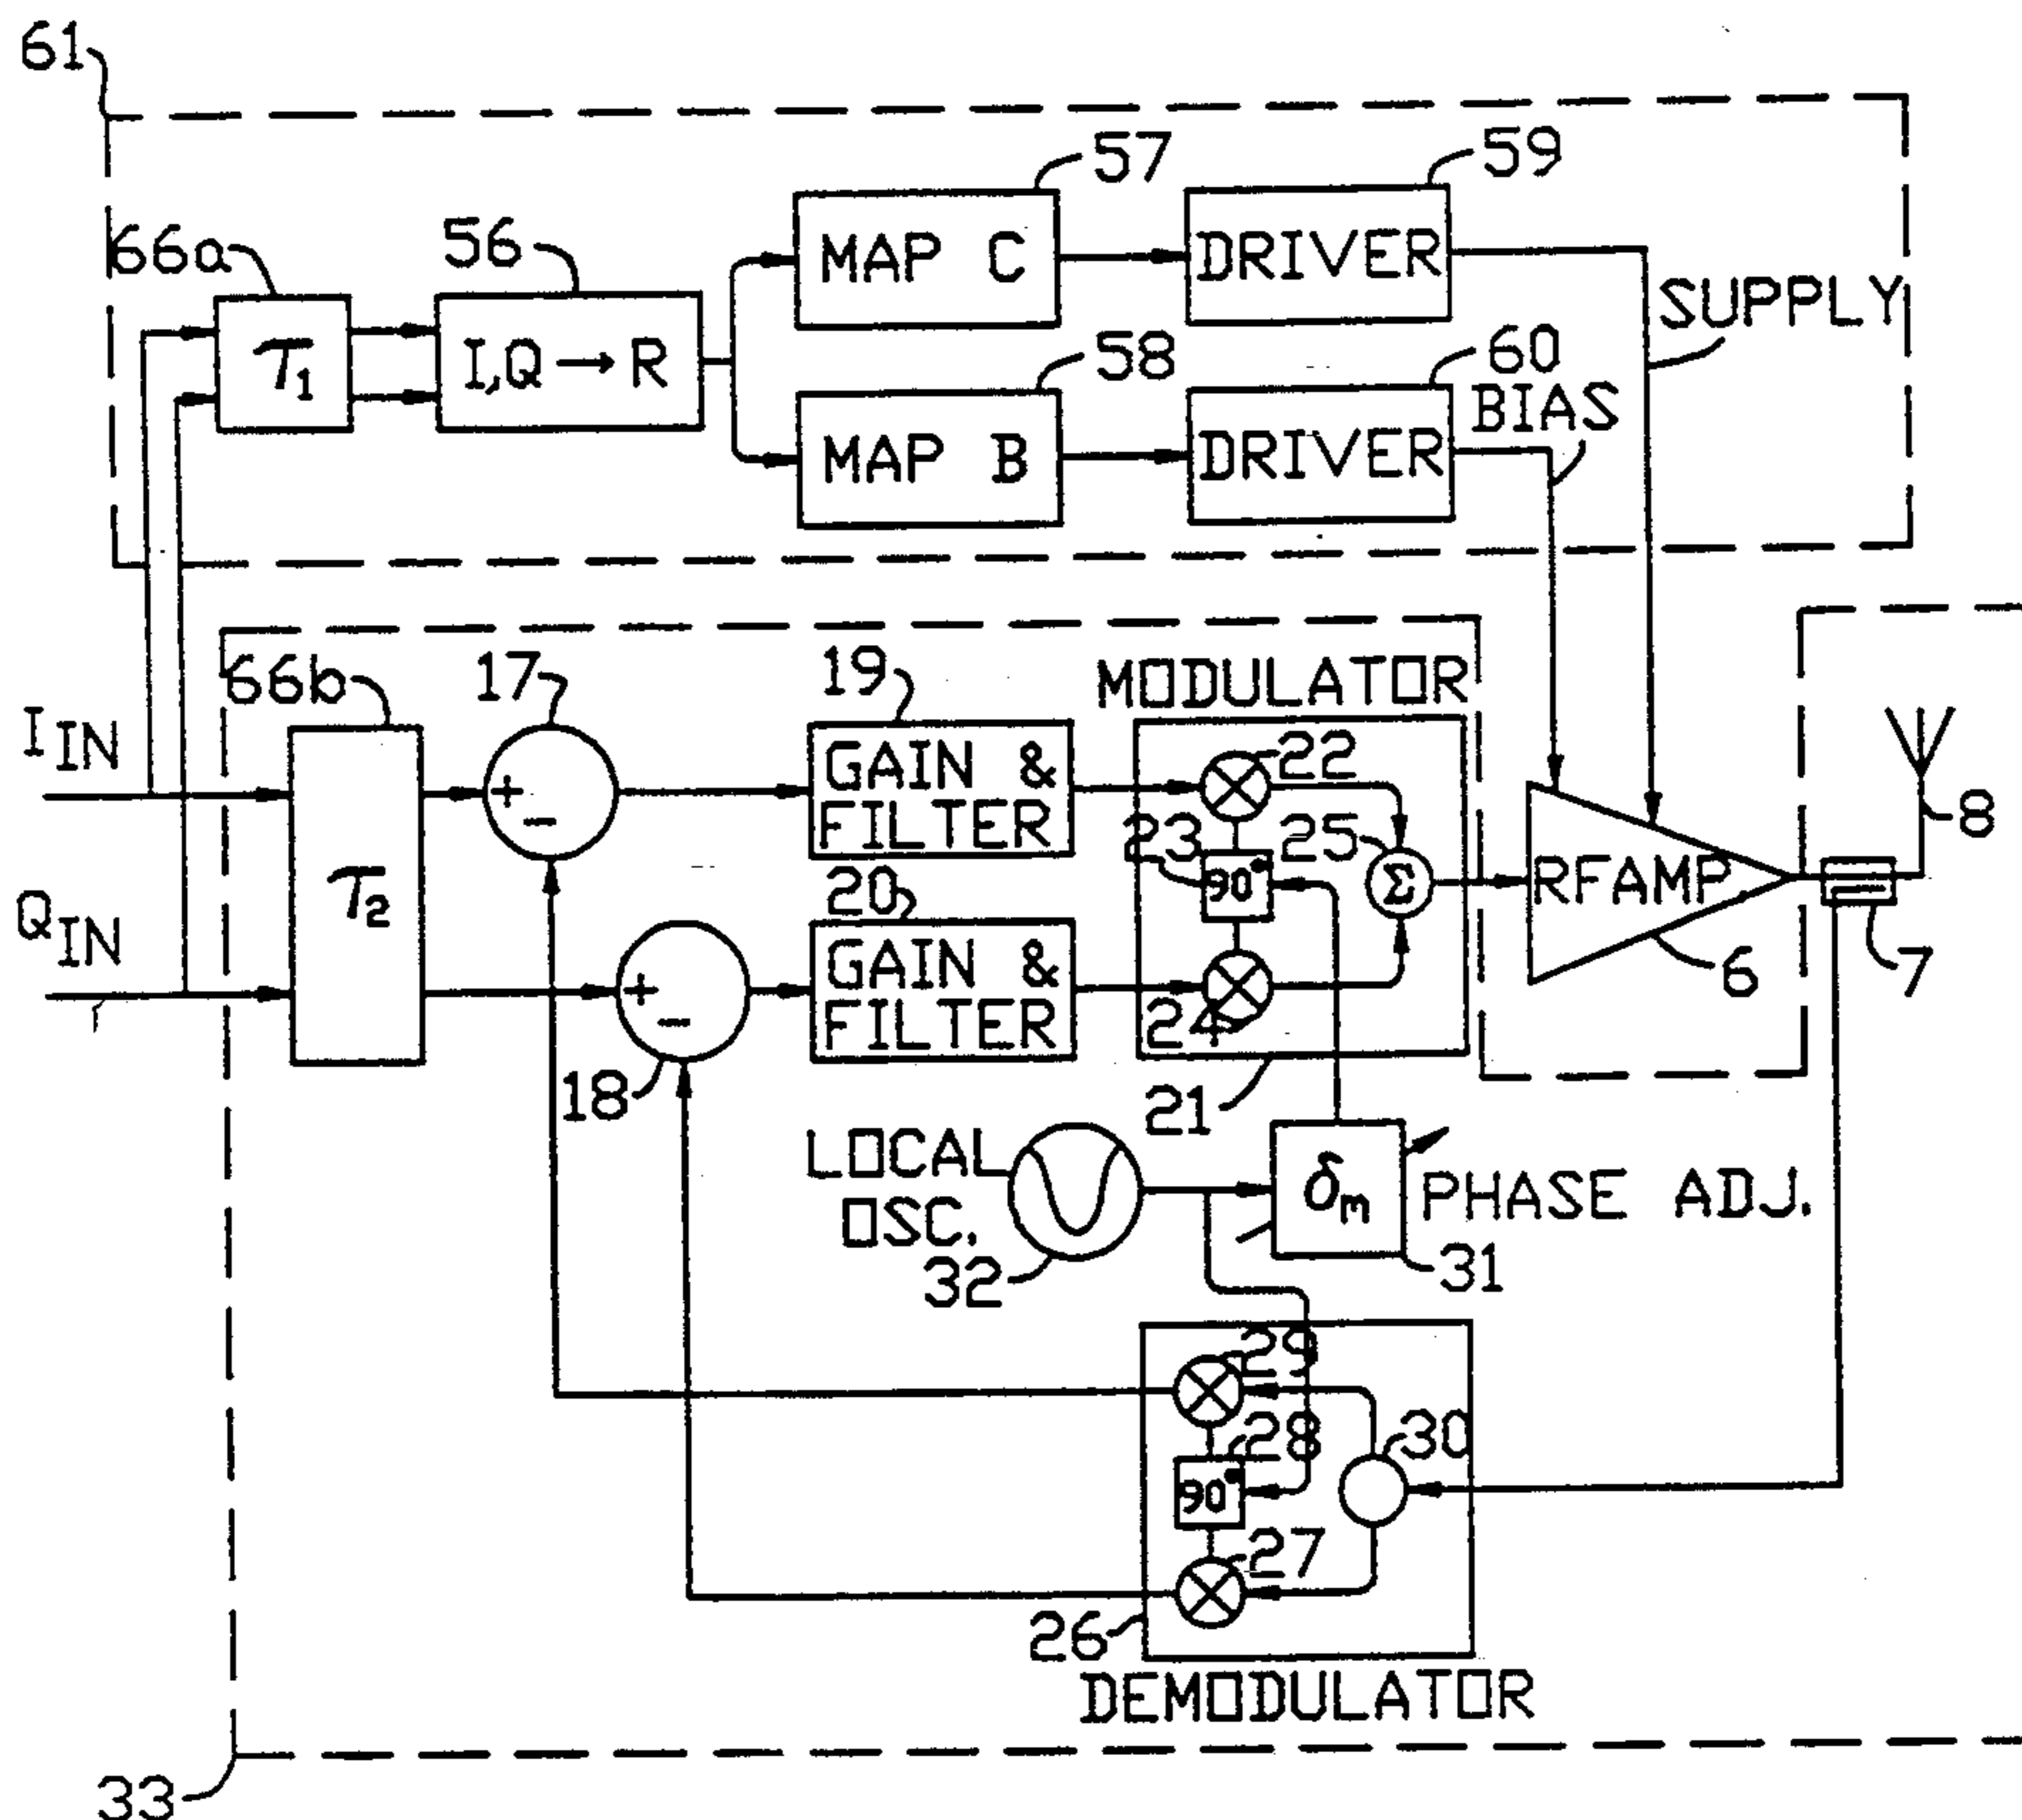 61
57
59
66a
56
MAP C
DRIVER
SUPPLY
τ1
I,Q → R
58
60
BIAS
MAP B
DRIVER
66b
17
19
MODULATOR
I IN
GAIN &
FILTER
22
23
25
8
τ2
90°
Σ
RFAMP
Q IN
20
GAIN &
FILTER
6
7
24
18
21
LOCAL
OSC.
δm
PHASE ADJ.
32
31
29
28
30
90°
27
26
DEMODULATOR
33
+
−
+
−